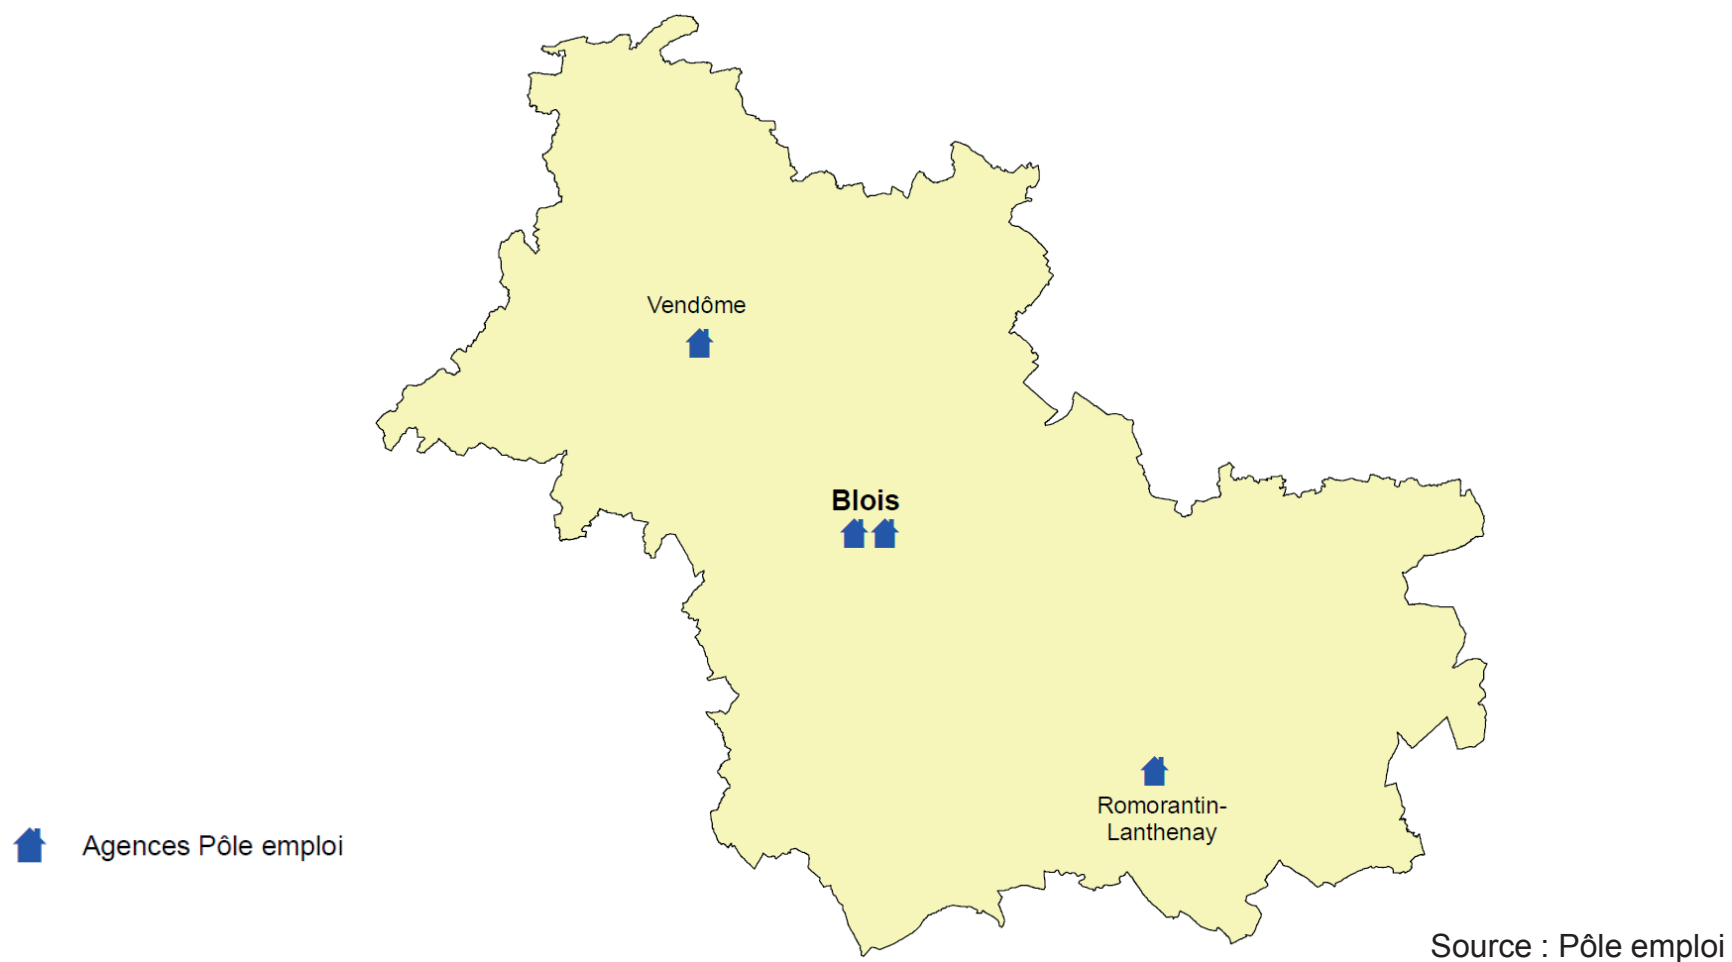 Vendôme
Blois
Romorantin-
Lanthenay
Agences Pôle emploi
Source : Pôle emploi